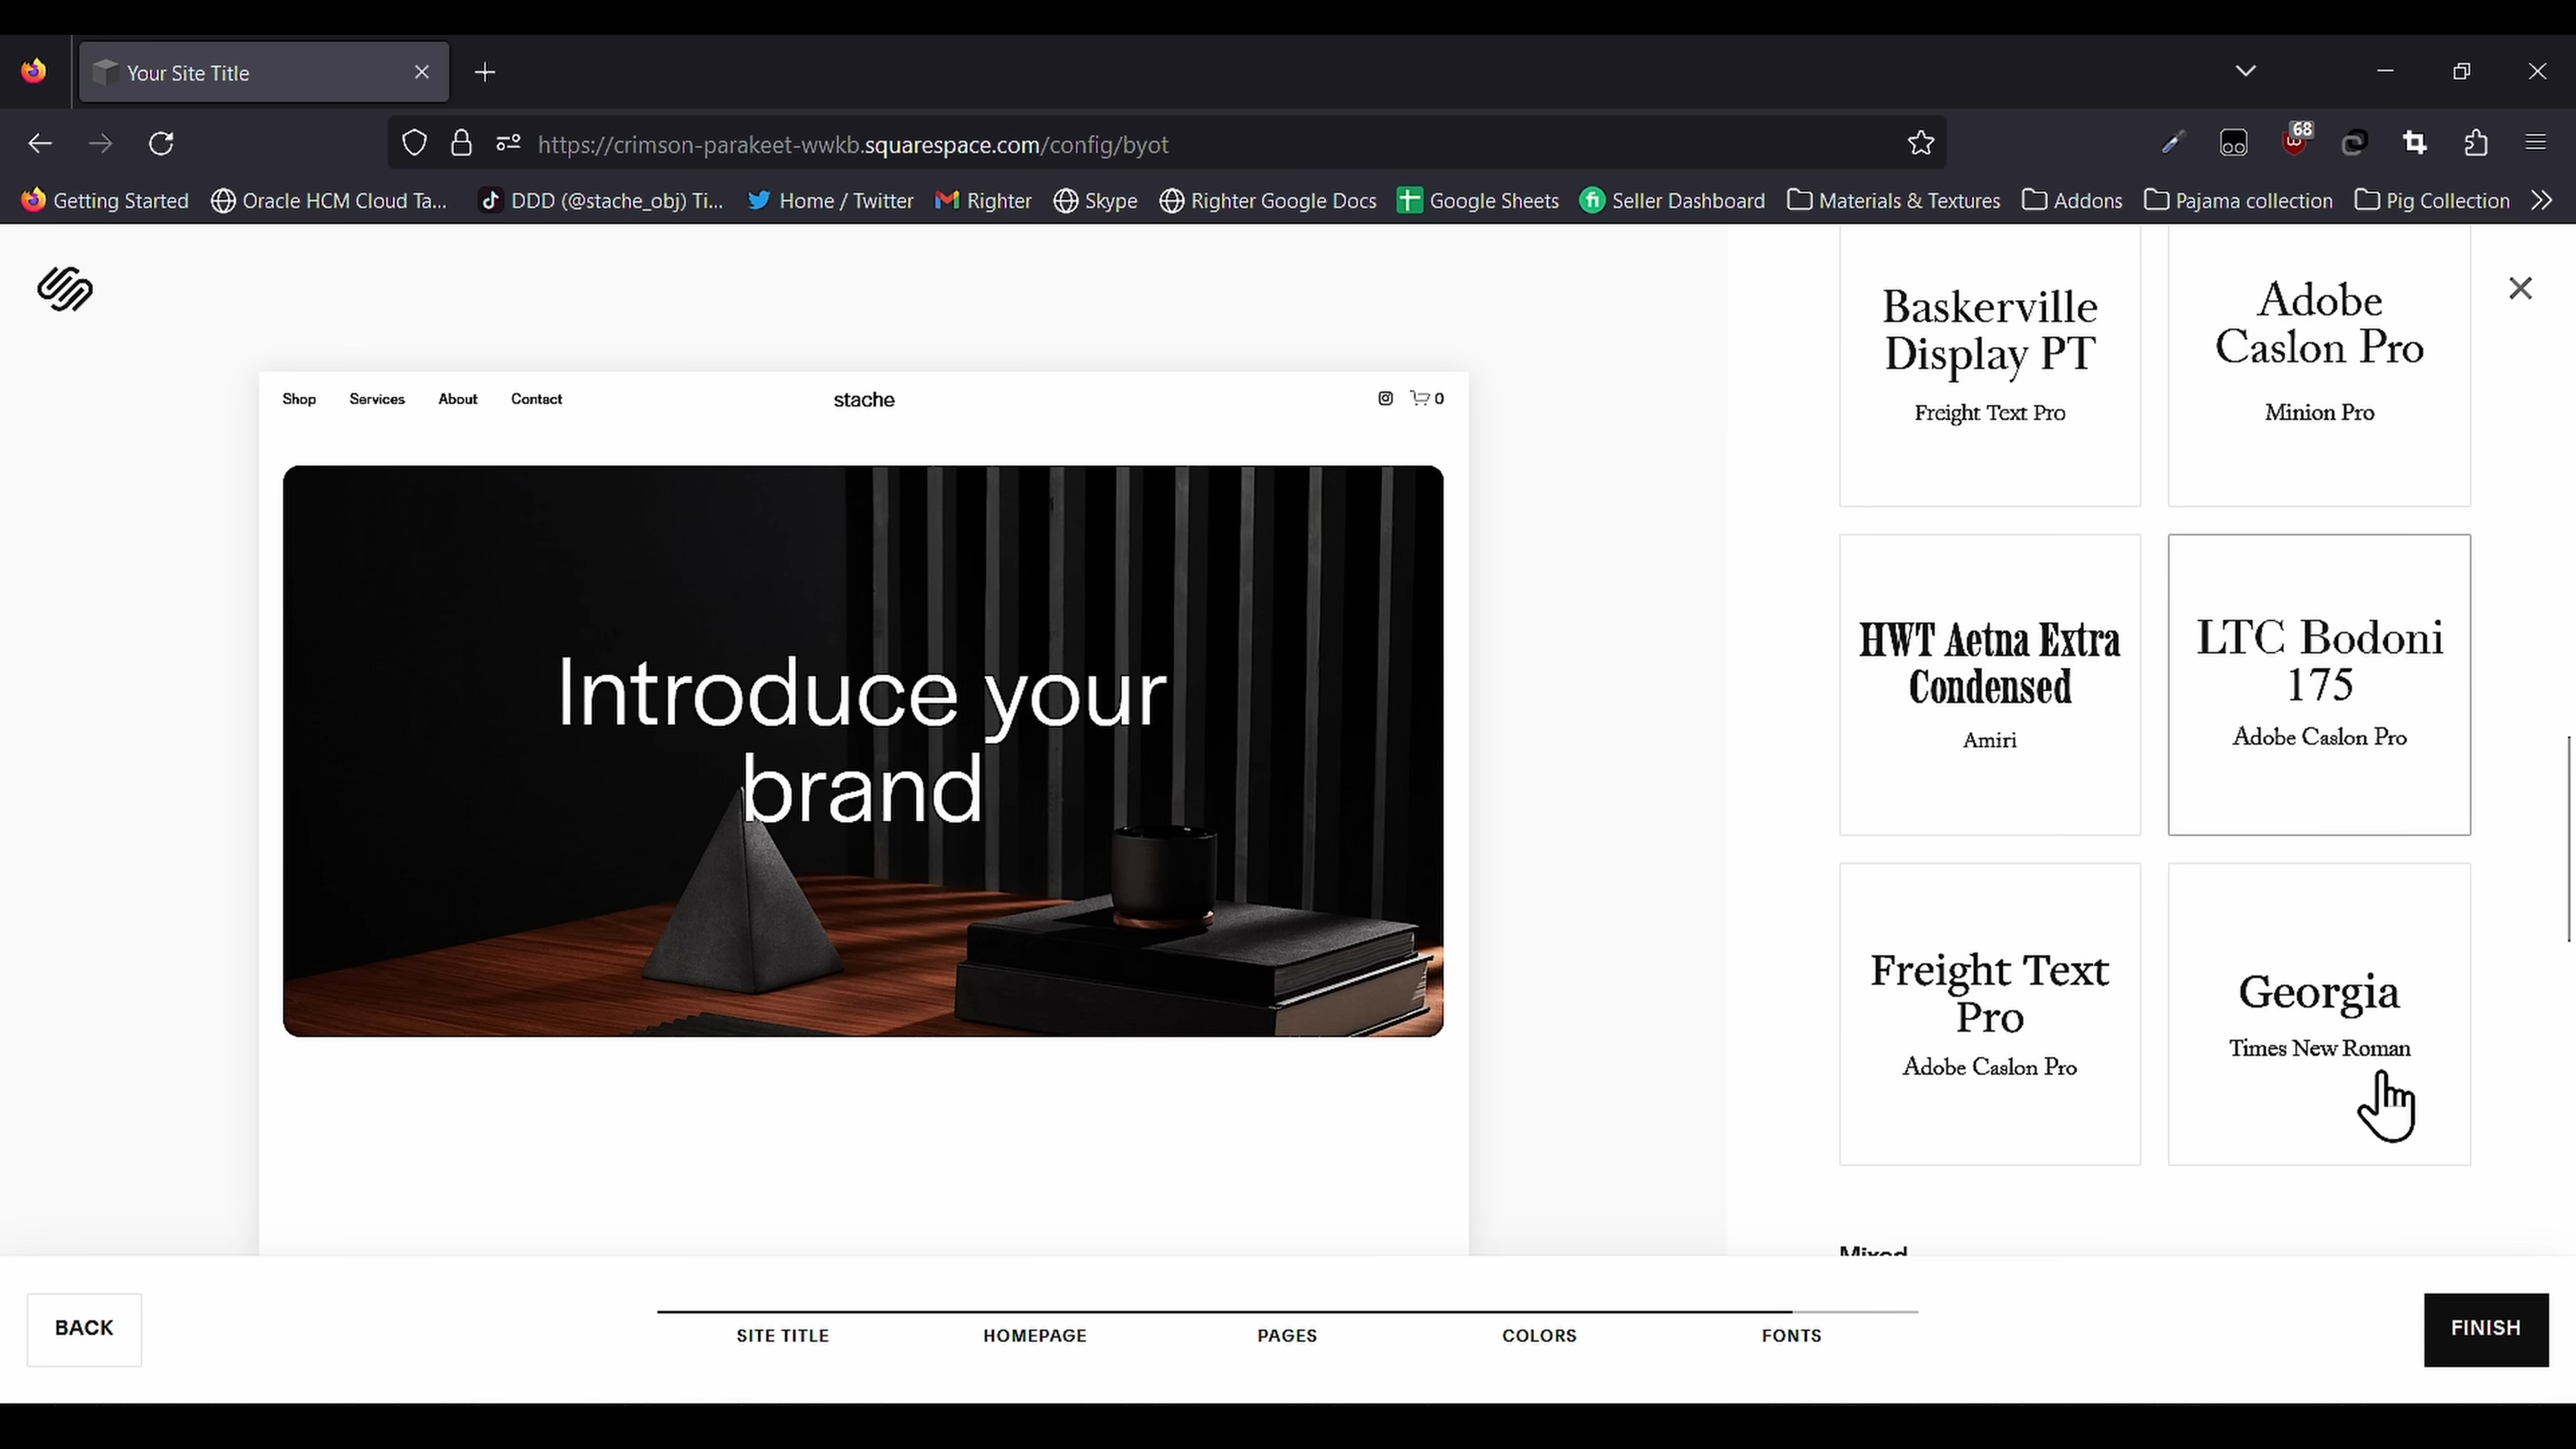 Your Site Title
68
https://crimson-parakeet-wwkb.squarespace.com/config/byot
Getting Started
Oracle HCM Cloud Ta...
DDD (@stache_obj) Ti...
Home / Twitter
Righter
Skype
Righter Google Docs
Google Sheets
Seller Dashboard
Materials & Textures
Addons
Pajama collection
Pig Collection
Shop
Services
About
Contact
stache
0
Introduce your
brand
Baskerville
Display PT
Freight Text Pro
Adobe
Caslon Pro
Minion Pro
HWT Aetna Extra
Condensed
Amiri
LTC Bodoni
175
Adobe Caslon Pro
Freight Text
Pro
Adobe Caslon Pro
Georgia
Times New Roman
Mixed
BACK
SITE TITLE
HOMEPAGE
PAGES
COLORS
FONTS
FINISH